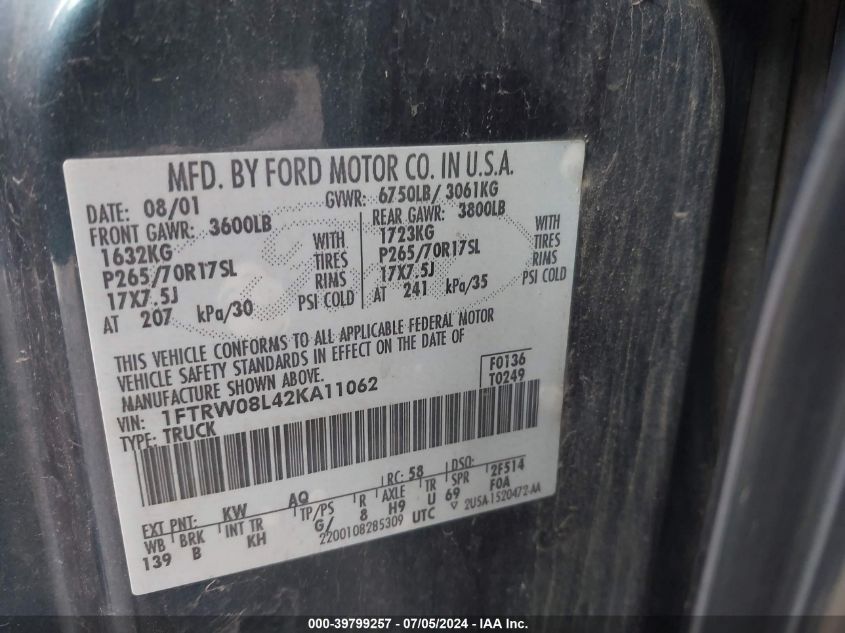 MFD. BY FORD MOTOR CO. IN U.S.A.
DATE: 08/01 GVWR: 6750LB/ 3061KG
FRONT GAWR: 3600LB REAR GAWR: 3800LB
1632KG WITH 1723KG WITH
P265/70R17SL TIRES P265/70R17SL TIRES
17X7.5J RIMS 17X7.5J RIMS
AT 207 kPa/30 PSI COLD AT 241 kPa/35 PSI COLD
THIS VEHICLE CONFORMS TO ALL APPLICABLE FEDERAL MOTOR
VEHICLE SAFETY STANDARDS IN EFFECT ON THE DATE OF
MANUFACTURE SHOWN ABOVE.
F0136
VIN: 1FTRW08L42KA11062 T0249
TYPE: TRUCK
EXT PNT: KW AQ RC: 58 DSO: 2F514
WB BRK INT TR TP/PS R AXLE TR SPR F0A
139 B KH G/ 8 H9 U 69
2200108285309 UTC ▽ 2U5A-1520472-AA
000-39799257 - 07/05/2024 - IAA Inc.